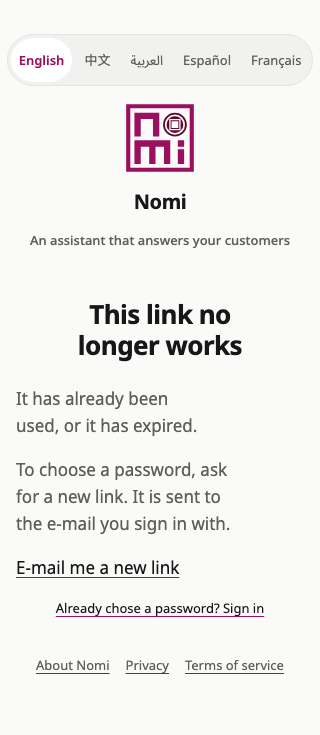 English
中文
العربية
Español
Français
nomi
Nomi
An assistant that answers your customers
This link no
longer works
It has already been
used, or it has expired.
To choose a password, ask
for a new link. It is sent to
the e-mail you sign in with.
E-mail me a new link
Already chose a password? Sign in
About Nomi
Privacy
Terms of service